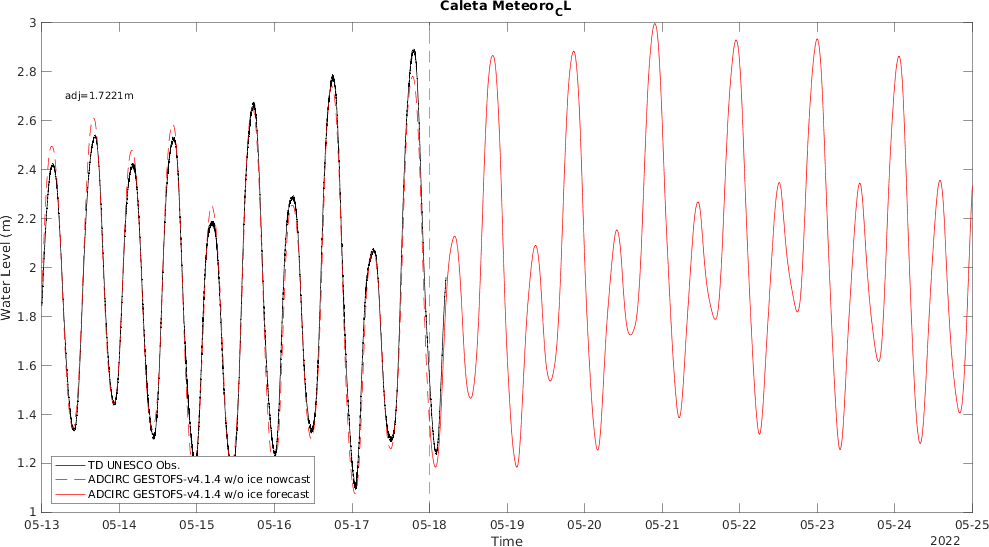 Caleta MeteoroCL
adj=1.7221m
Water Level (m)
3
2.8
2.6
2.4
2.2
2
1.8
1.6
1.4
1.2
1
TD UNESCO Obs.
ADCIRC GESTOFS-v4.1.4 w/o ice nowcast
ADCIRC GESTOFS-v4.1.4 w/o ice forecast
05-13 05-14 05-15 05-16 05-17 05-18 05-19 05-20 05-21 05-22 05-23 05-24 05-25
Time
2022